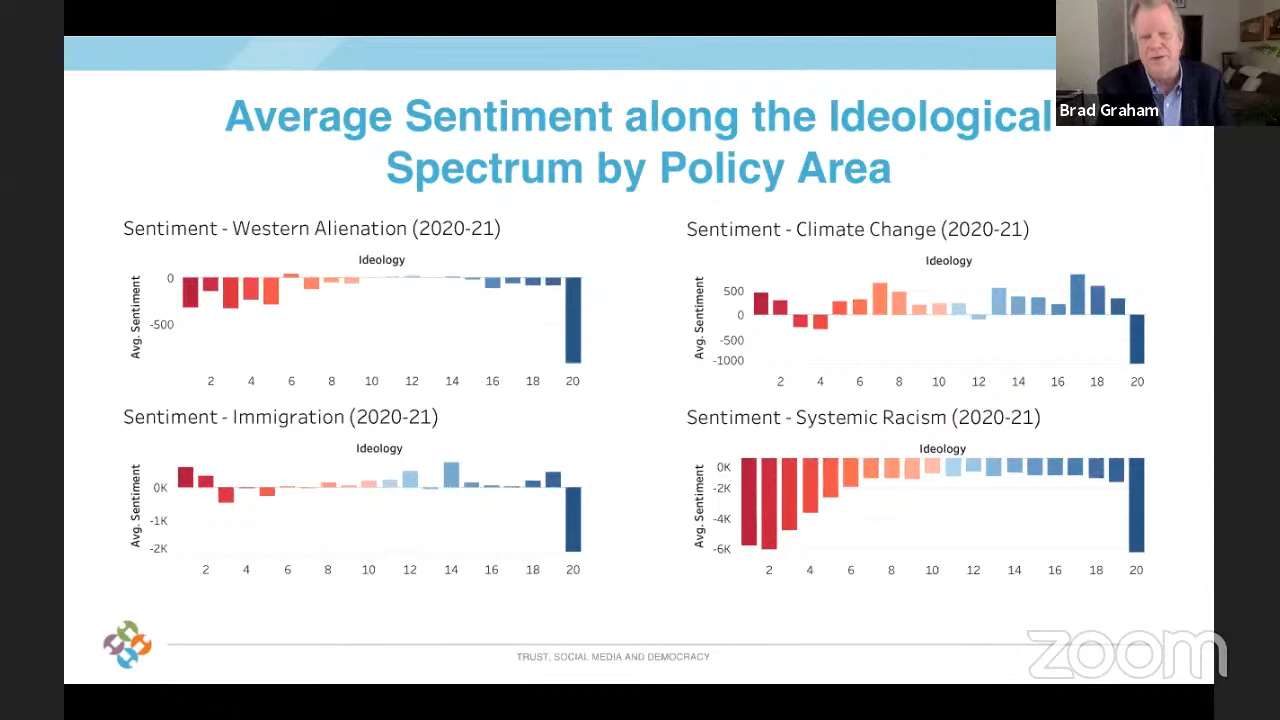 Brad Graham
Average Sentiment along the Ideological
Spectrum by Policy Area
Sentiment - Western Alienation (2020-21)
Ideology
Avg. Sentiment
0
-500
2 4 6 8 10 12 14 16 18 20
Sentiment - Climate Change (2020-21)
Ideology
Avg. Sentiment
500
0
-500
-1000
2 4 6 8 10 12 14 16 18 20
Sentiment - Immigration (2020-21)
Ideology
Avg. Sentiment
0K
-1K
-2K
2 4 6 8 10 12 14 16 18 20
Sentiment - Systemic Racism (2020-21)
Ideology
Avg. Sentiment
0K
-2K
-4K
-6K
2 4 6 8 10 12 14 16 18 20
TRUST, SOCIAL MEDIA AND DEMOCRACY
zoom